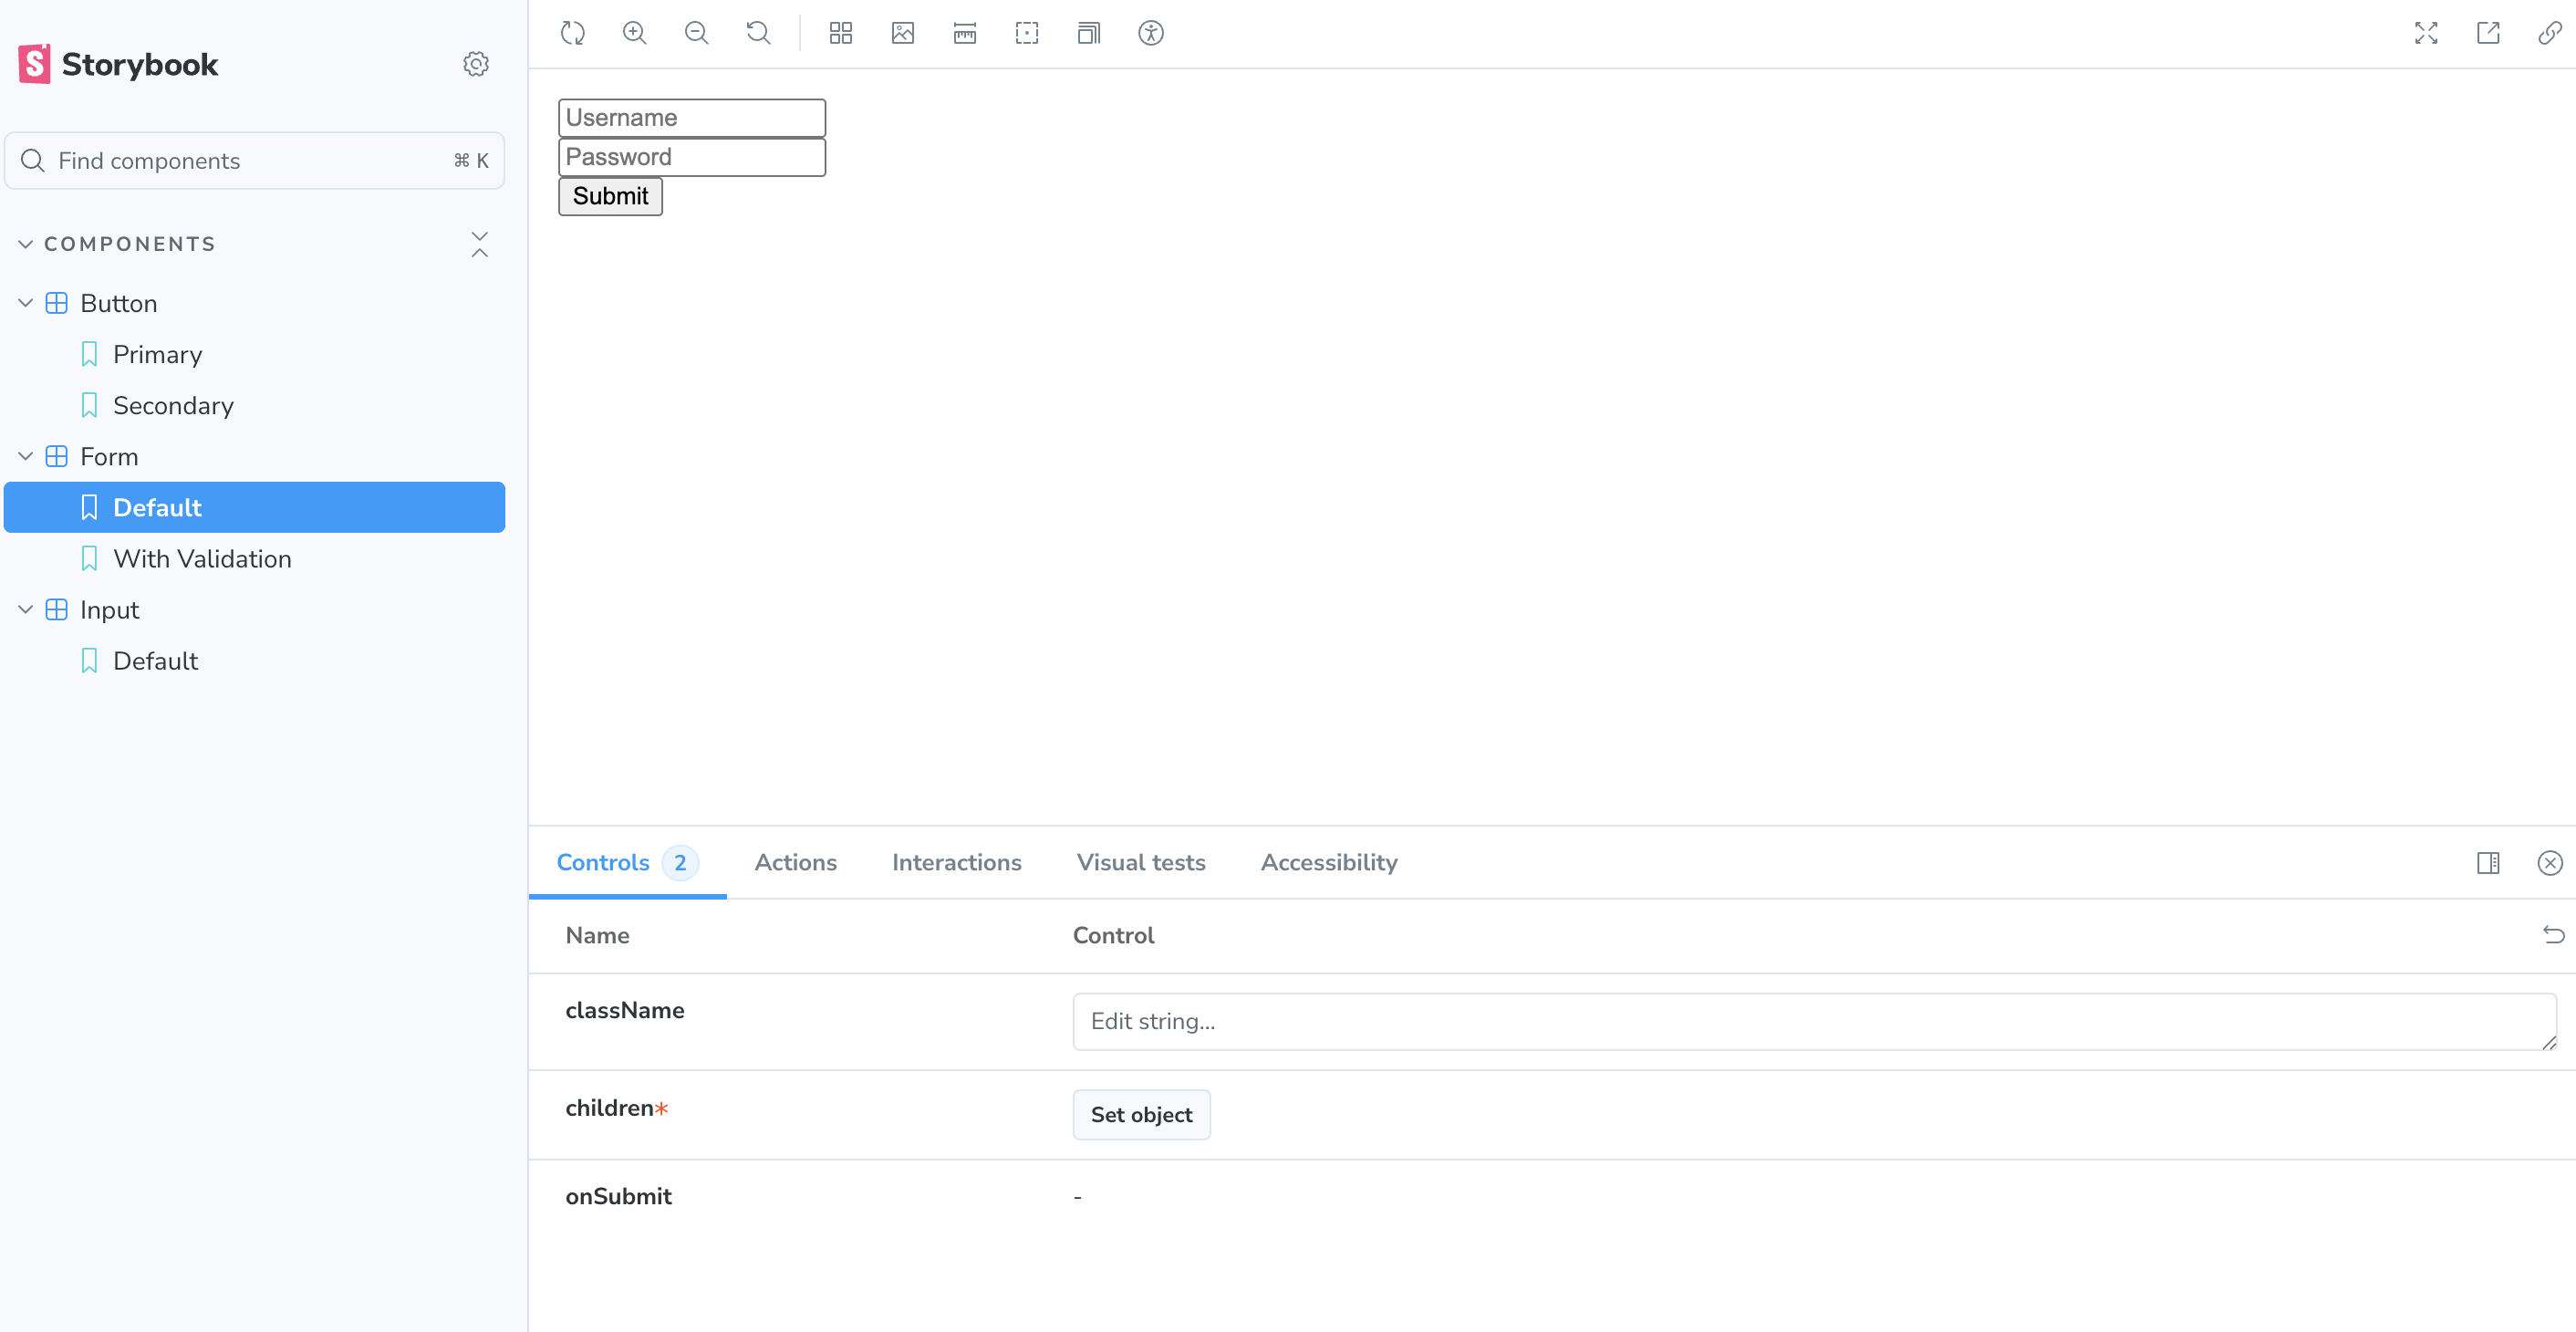 Storybook
Find components
⌘ K
COMPONENTS
Button
Primary
Secondary
Form
Default
With Validation
Input
Default
Username
Password
Submit
Controls 2 Actions Interactions Visual tests Accessibility
Name Control
className Edit string...
children* Set object
onSubmit -